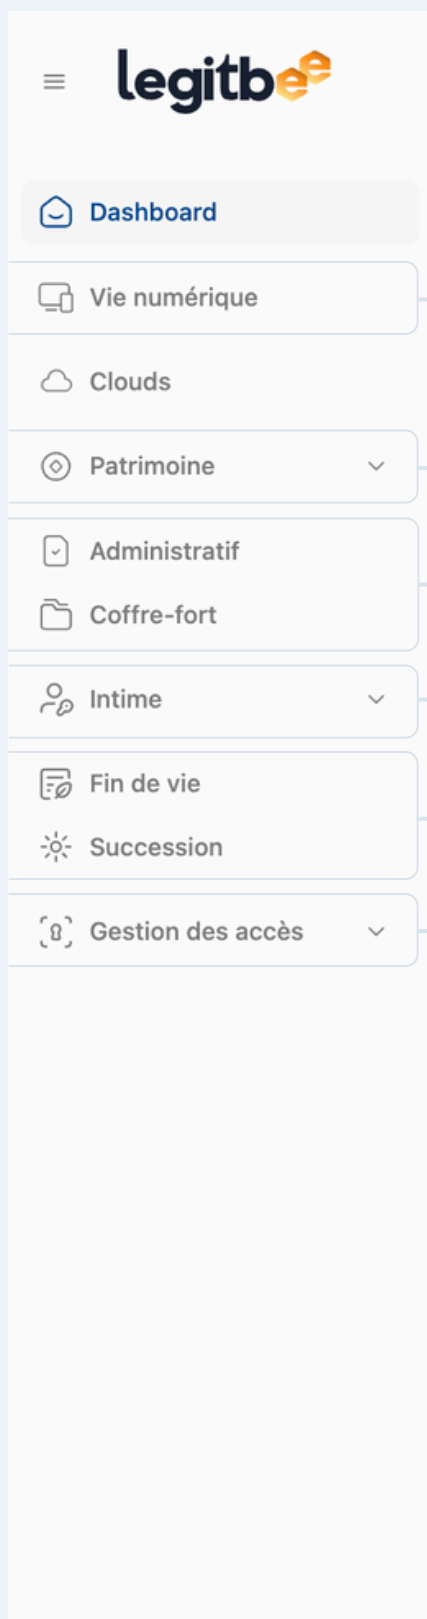 legitbee
Dashboard
Vie numérique
Clouds
Patrimoine
Administratif
Coffre-fort
Intime
Fin de vie
Succession
Gestion des accès